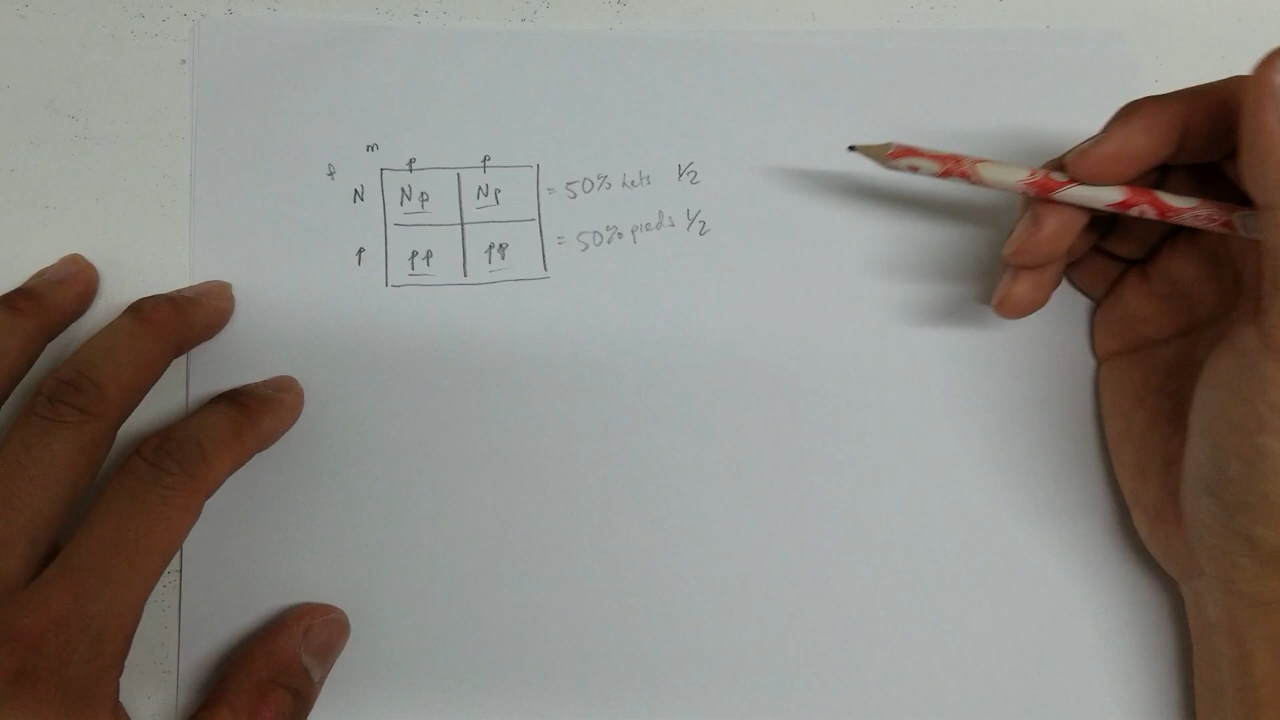 m
f p p
N Np Np = 50% hets 1/2
p pp pp = 50% pieds 1/2